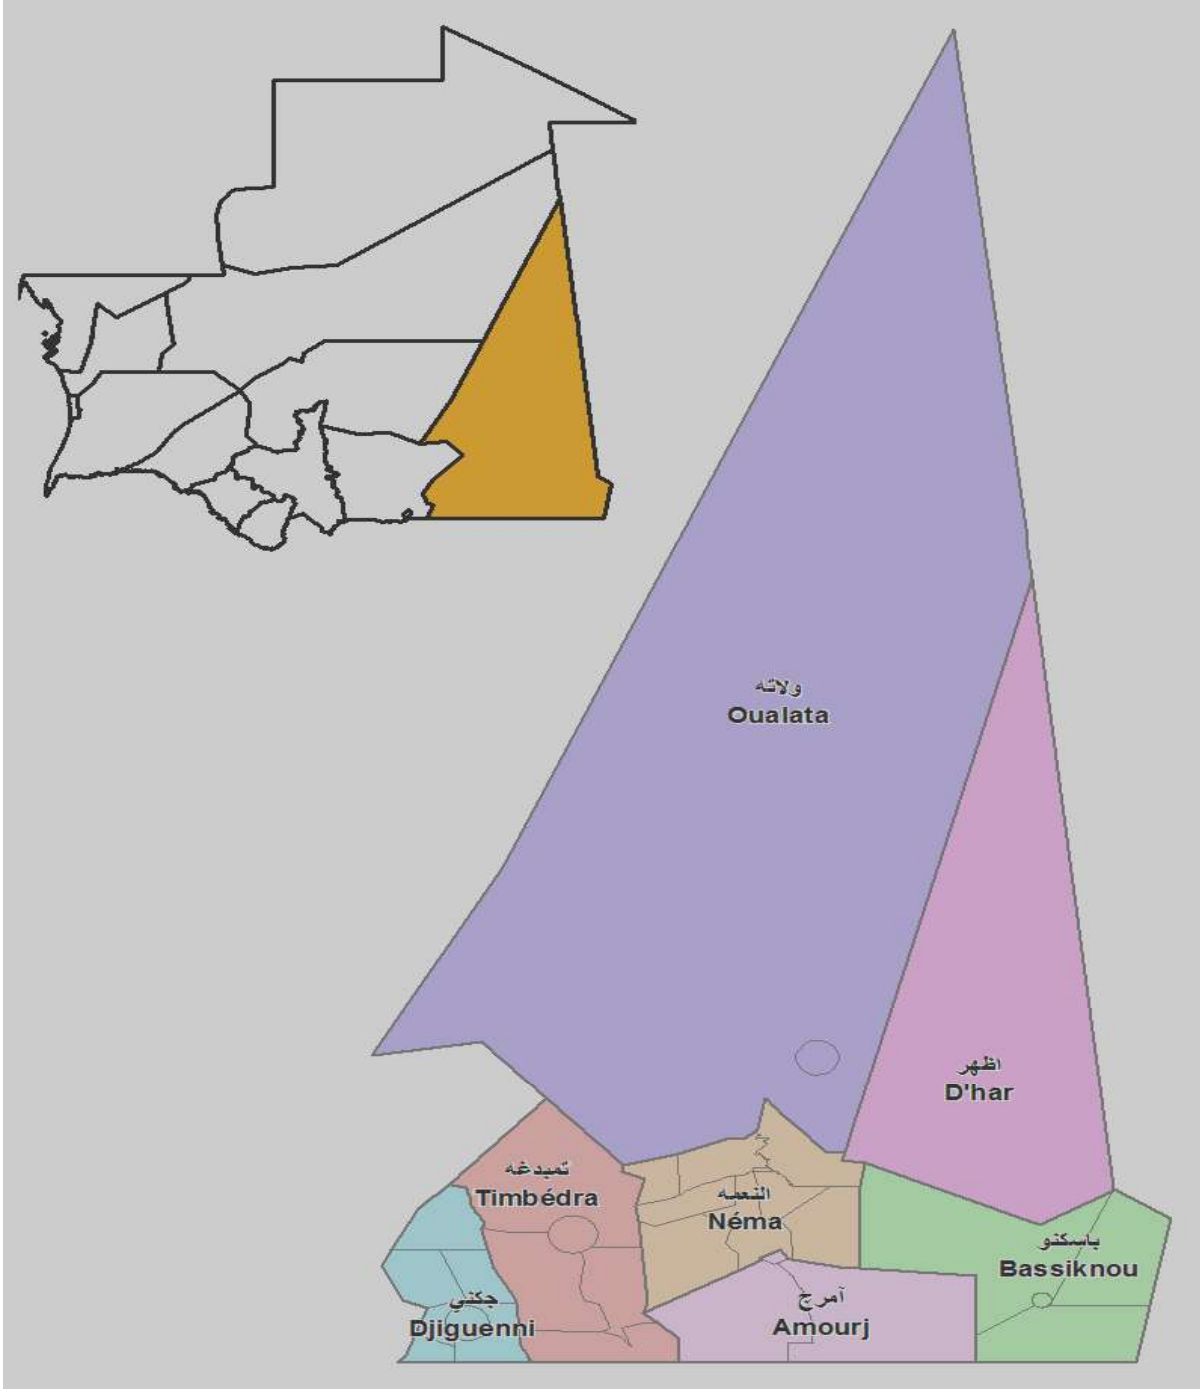 ولاته
Oualata
اظهر
D'har
تمبدغه
Timbédra
النعمه
Néma
باسكنو
Bassiknou
جكني
Djiguenni
آمرج
Amourj